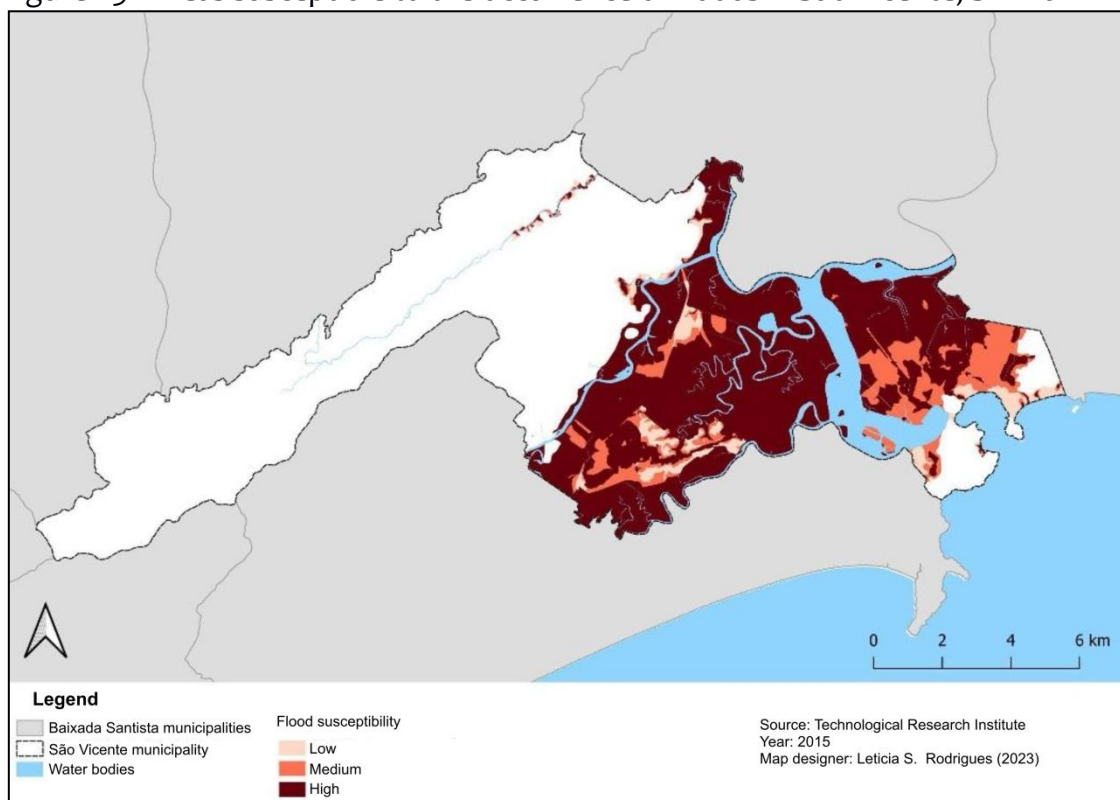 0 2 4 6 km
Legend
Baixada Santista municipalities
São Vicente municipality
Water bodies
Flood susceptibility
Low
Medium
High
Source: Technological Research Institute
Year: 2015
Map designer: Leticia S. Rodrigues (2023)